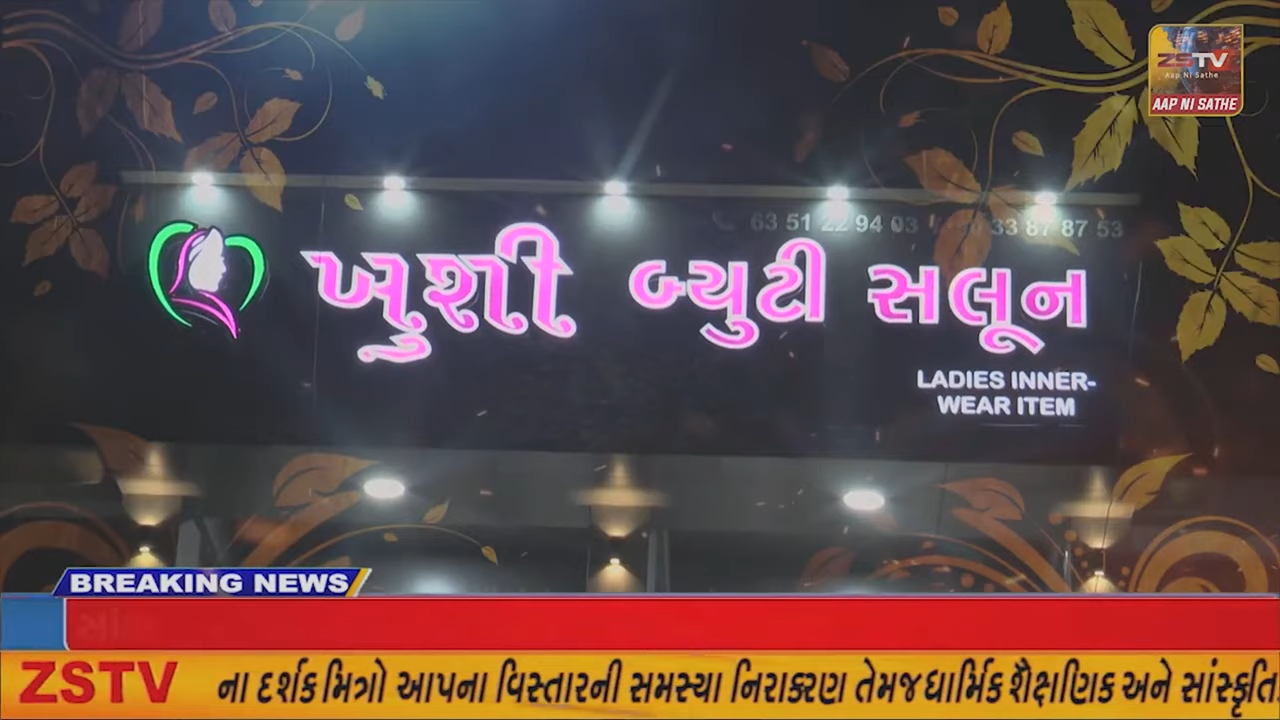 ZSTV
Aap Ni Sathe
AAP NI SATHE
63 51 22 94 03
33 87 87 53
ખુશી બ્યુટી સલૂન
LADIES INNER-
WEAR ITEM
BREAKING NEWS
ZSTV ના દર્શક મિત્રો આપના વિસ્તારની સમસ્યા નિરાકરણ તેમજ ધાર્મિક શૈક્ષણિક અને સાંસ્કૃતિ